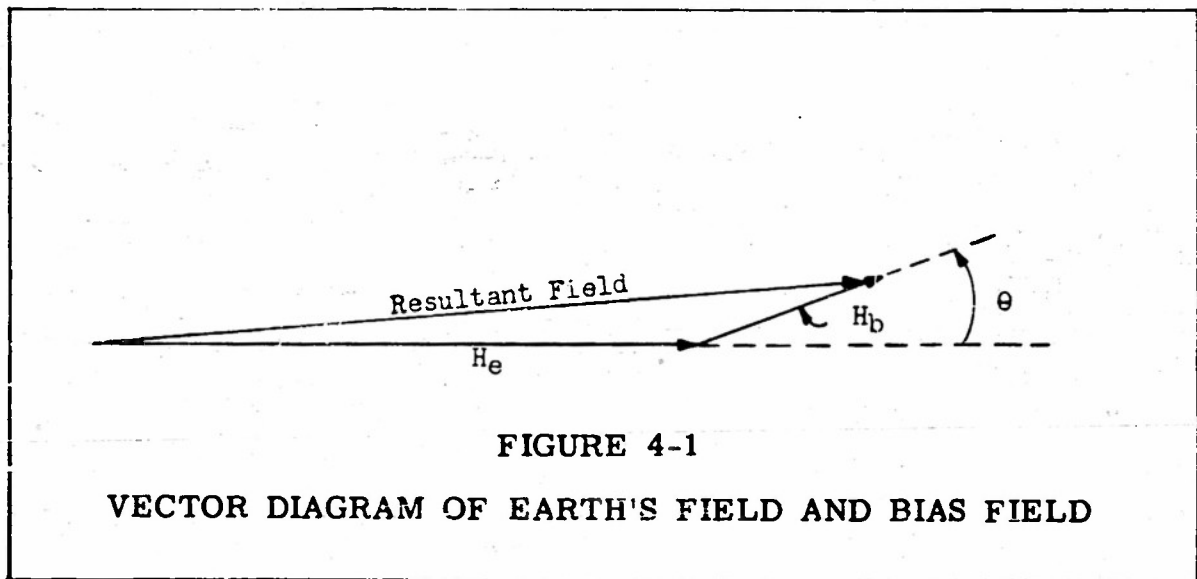 Resultant Field
H_b
θ
H_e
FIGURE 4-1
VECTOR DIAGRAM OF EARTH'S FIELD AND BIAS FIELD